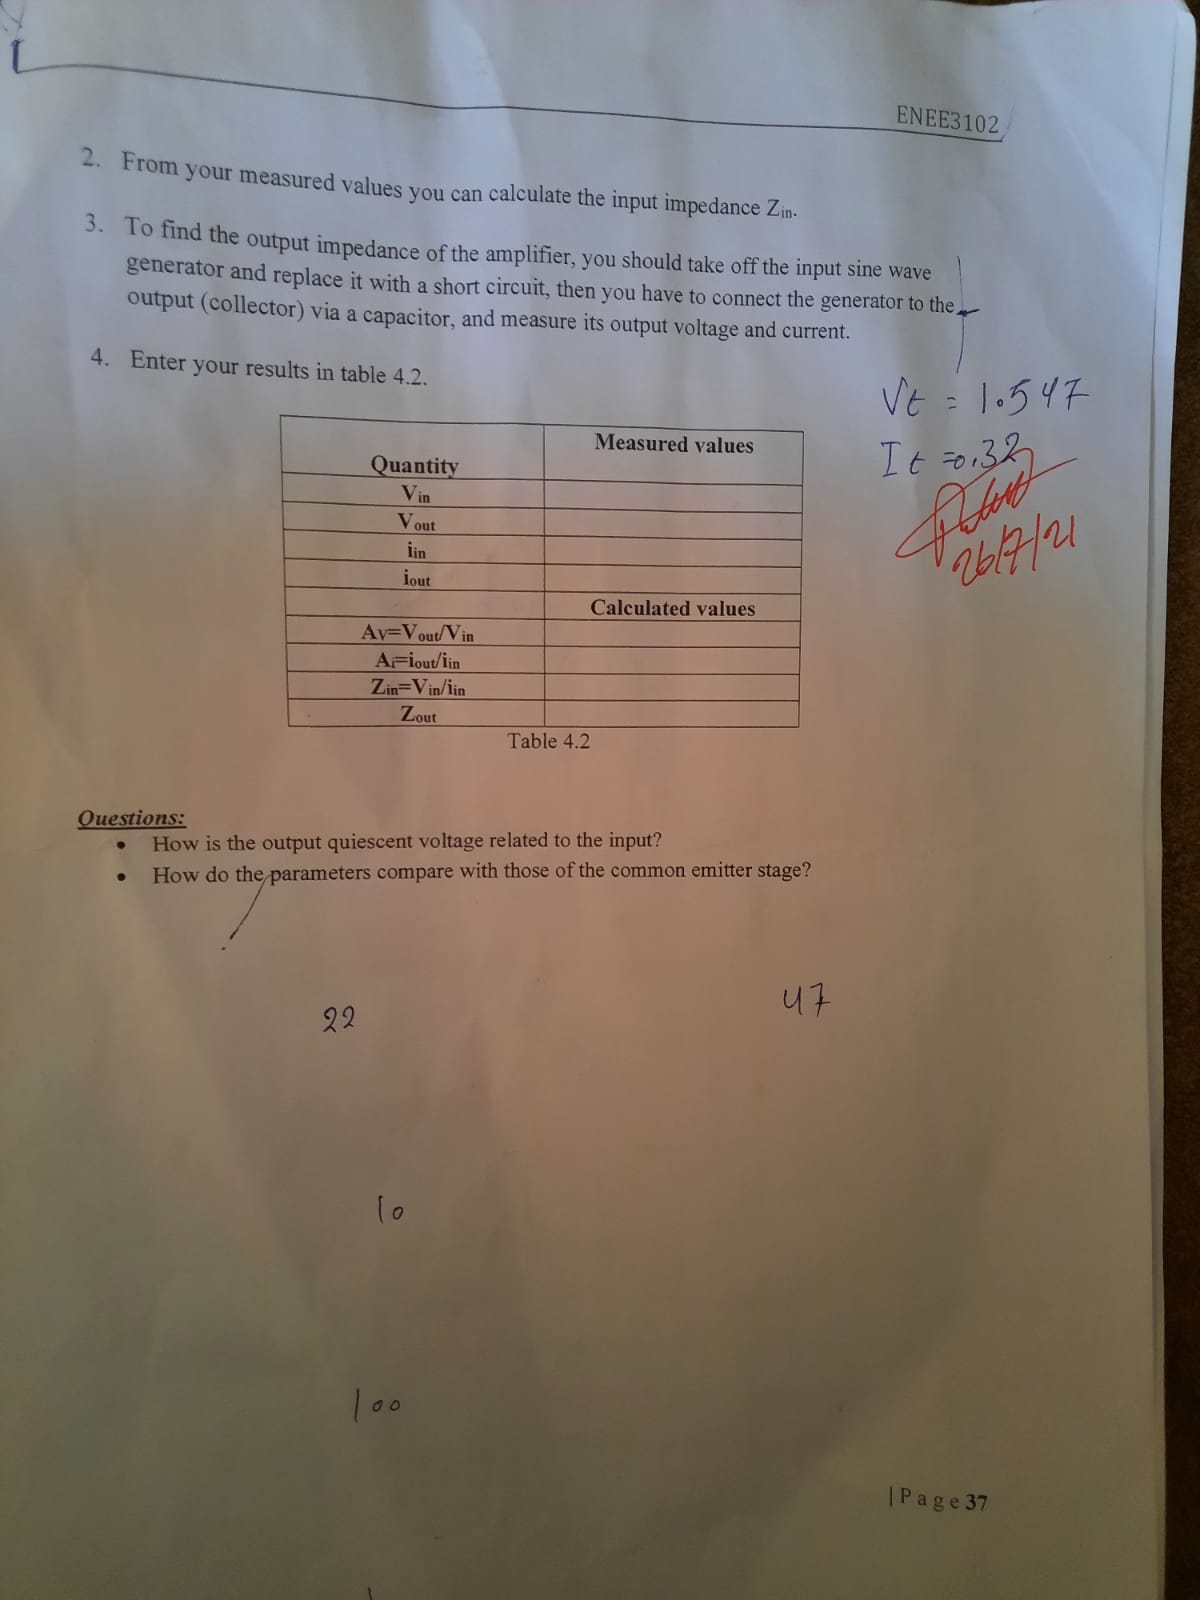 ENEE3102
2. From your measured values you can calculate the input impedance Zin.
3. To find the output impedance of the amplifier, you should take off the input sine wave
generator and replace it with a short circuit, then you have to connect the generator to the
output (collector) via a capacitor, and measure its output voltage and current.
4. Enter your results in table 4.2.
Vt = 1.547
It =0.32
26/7/21
Quantity Measured values
Vin
Vout
iin
iout
Calculated values
Av=Vout/Vin
Ai=iout/iin
Zin=Vin/iin
Zout
Table 4.2
Questions:
• How is the output quiescent voltage related to the input?
• How do the parameters compare with those of the common emitter stage?
22
47
10
100
| Page 37